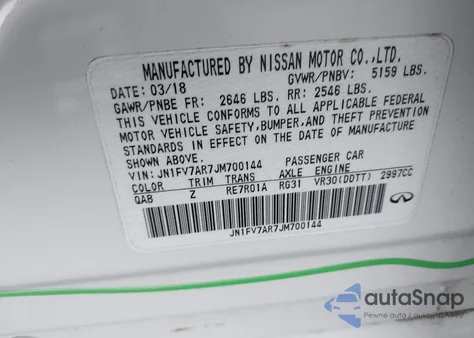 MANUFACTURED BY NISSAN MOTOR CO.,LTD.
DATE: 03/18 GVWR/PNBV: 5159 LBS.
GAWR/PNBE FR: 2646 LBS. RR: 2546 LBS.
THIS VEHICLE CONFORMS TO ALL APPLICABLE FEDERAL
MOTOR VEHICLE SAFETY,BUMPER,AND THEFT PREVENTION
STANDARDS IN EFFECT ON THE DATE OF MANUFACTURE
SHOWN ABOVE.
VIN: JN1FV7AR7JM700144 PASSENGER CAR
COLOR TRIM TRANS AXLE ENGINE
QAB Z RE7R01A RG31 VR30(DDTT) 2997CC
JN1FV7AR7JM700144
autoSnap
Pewne auta z